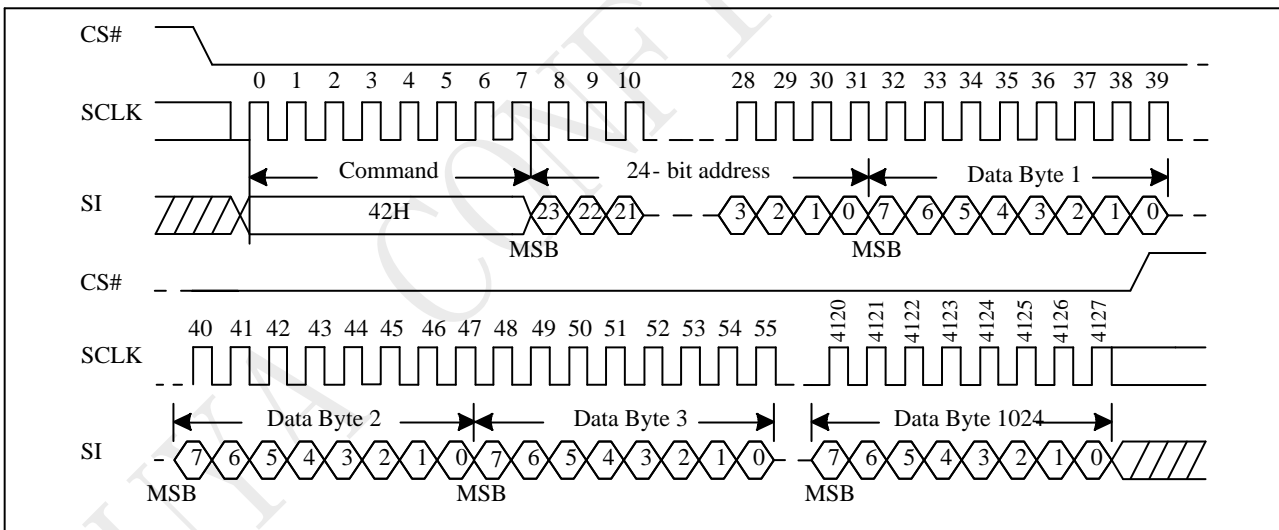 CS#
0 1 2 3 4 5 6 7 8 9 10 28 29 30 31 32 33 34 35 36 37 38 39
SCLK
Command 24- bit address Data Byte 1
SI 42H 23 22 21 3 2 1 0 7 6 5 4 3 2 1 0
MSB MSB
CS#
40 41 42 43 44 45 46 47 48 49 50 51 52 53 54 55 4120 4121 4122 4123 4124 4125 4126 4127
SCLK
Data Byte 2 Data Byte 3 Data Byte 1024
SI 7 6 5 4 3 2 1 0 7 6 5 4 3 2 1 0 7 6 5 4 3 2 1 0
MSB MSB MSB